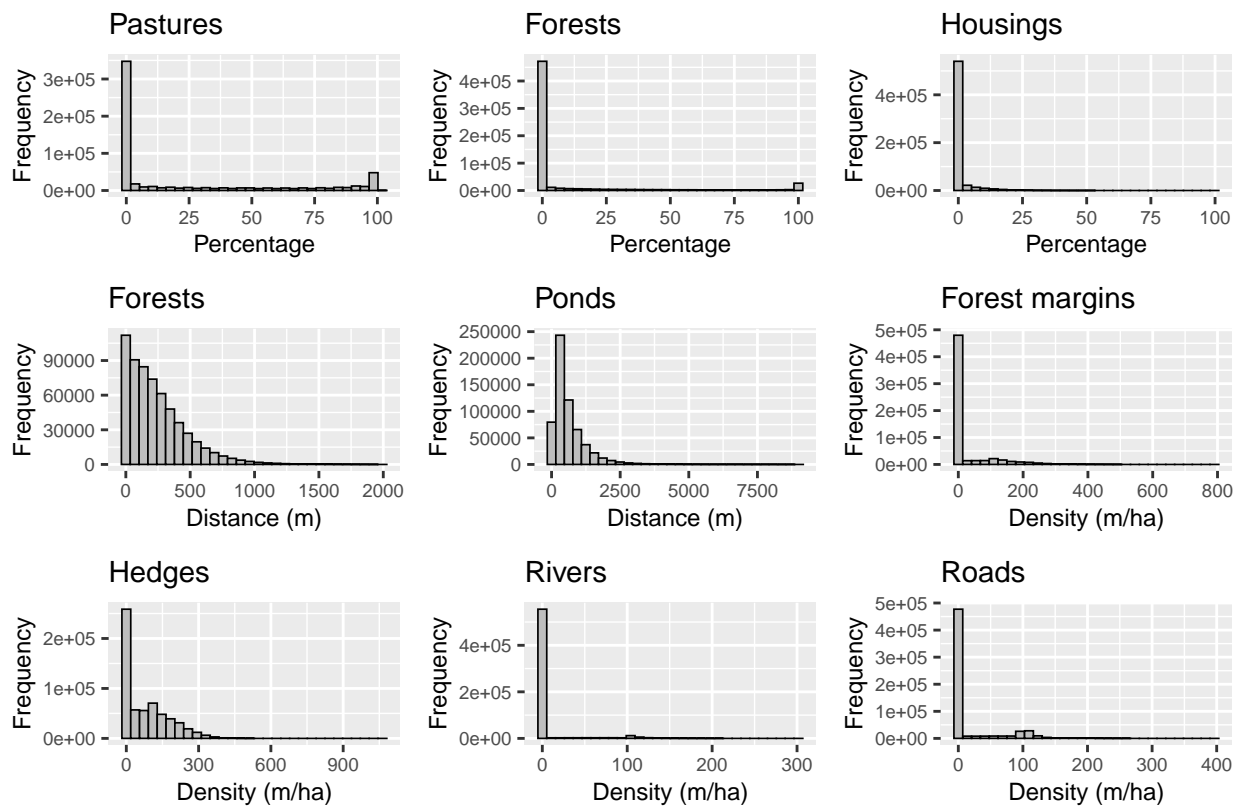 Pastures
Frequency
3e+05
2e+05
1e+05
0e+00
0 25 50 75 100
Percentage
Forests
Frequency
4e+05
3e+05
2e+05
1e+05
0e+00
0 25 50 75 100
Percentage
Housings
Frequency
4e+05
2e+05
0e+00
0 25 50 75 100
Percentage
Forests
Frequency
90000
60000
30000
0
0 500 1000 1500 2000
Distance (m)
Ponds
Frequency
250000
200000
150000
100000
50000
0
0 2500 5000 7500
Distance (m)
Forest margins
Frequency
5e+05
4e+05
3e+05
2e+05
1e+05
0e+00
0 200 400 600 800
Density (m/ha)
Hedges
Frequency
2e+05
1e+05
0e+00
0 300 600 900
Density (m/ha)
Rivers
Frequency
4e+05
2e+05
0e+00
0 100 200 300
Density (m/ha)
Roads
Frequency
5e+05
4e+05
3e+05
2e+05
1e+05
0e+00
0 100 200 300 400
Density (m/ha)